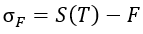 σ_F = S(T) − F